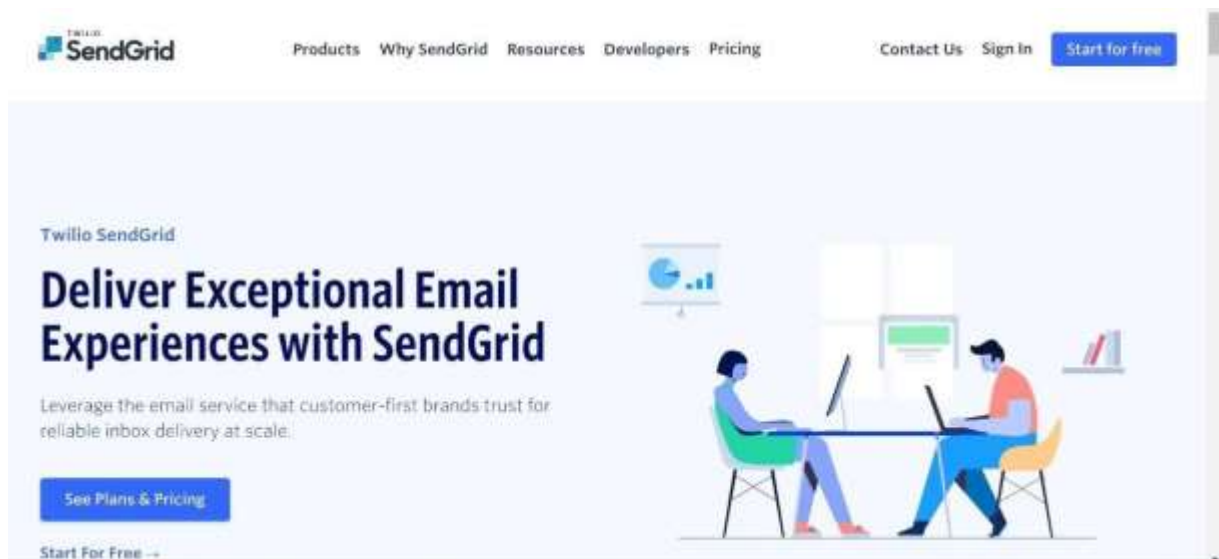 TWILIO
SendGrid
Products Why SendGrid Resources Developers Pricing
Contact Us Sign In Start for free
Twilio SendGrid
Deliver Exceptional Email
Experiences with SendGrid
Leverage the email service that customer-first brands trust for
reliable inbox delivery at scale.
See Plans & Pricing
Start For Free →